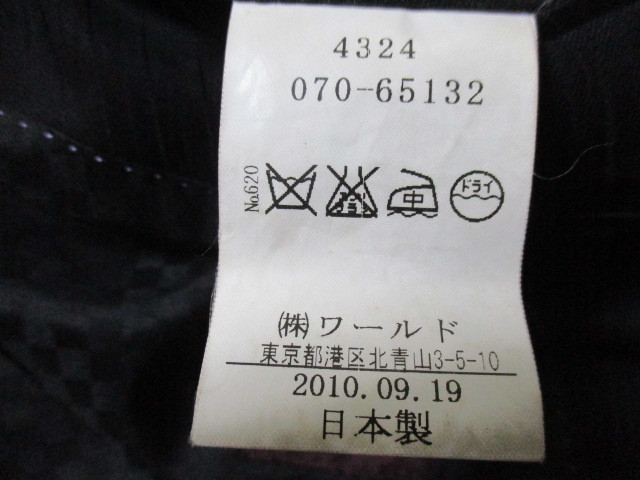 4324
070-65132
No.620 中 ドライ
㈱ワールド
東京都港区北青山3-5-10
2010.09.19
日本製